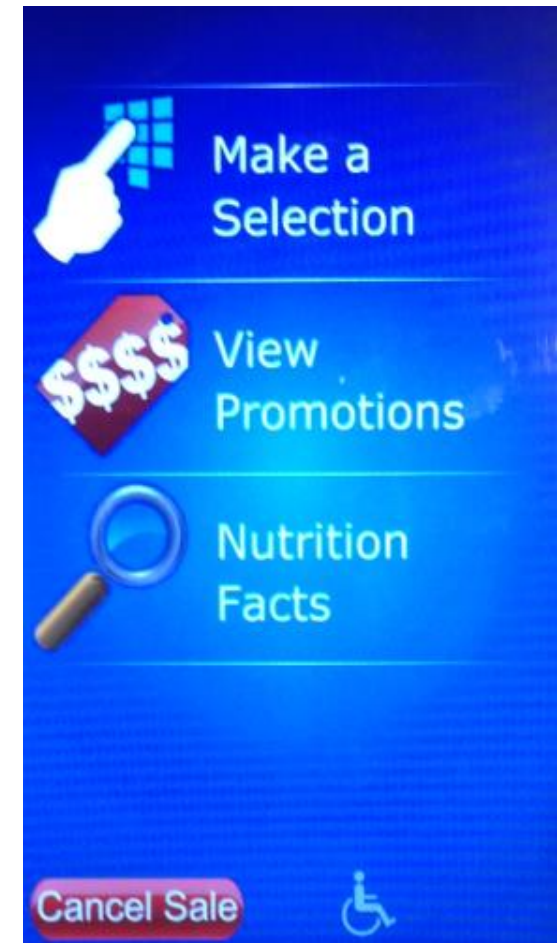 Make a
Selection
$$$$
View
Promotions
Nutrition
Facts
Cancel Sale